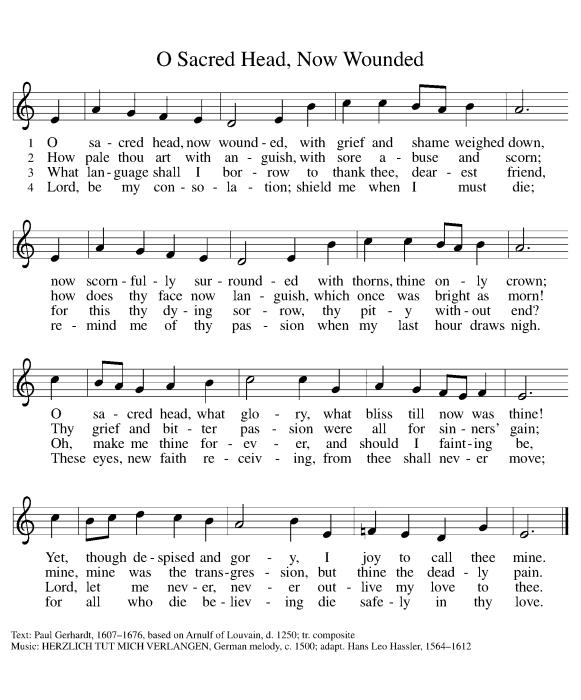 O Sacred Head, Now Wounded
1 O sa - cred head, now wound - ed, with grief and shame weighed down,
2 How pale thou art with an - guish, with sore a - buse and scorn;
3 What lan - guage shall I bor - row to thank thee, dear - est friend,
4 Lord, be my con - so - la - tion; shield me when I must die;
now scorn - ful - ly sur - round - ed with thorns, thine on - ly crown;
how does thy face now lan - guish, which once was bright as morn!
for this thy dy - ing sor - row, thy pit - y with - out end?
re - mind me of thy pas - sion when my last hour draws nigh.
O sa - cred head, what glo - ry, what bliss till now was thine!
Thy grief and bit - ter pas - sion were all for sin - ners' gain;
Oh, make me thine for - ev - er, and should I faint - ing be,
These eyes, new faith re - ceiv - ing, from thee shall nev - er move;
Yet, though de - spised and gor - y, I joy to call thee mine.
mine, mine was the trans - gres - sion, but thine the dead - ly pain.
Lord, let me nev - er, nev - er out - live my love to thee.
for all who die be - liev - ing die safe - ly in thy love.
Text: Paul Gerhardt, 1607–1676, based on Arnulf of Louvain, d. 1250; tr. composite
Music: HERZLICH TUT MICH VERLANGEN, German melody, c. 1500; adapt. Hans Leo Hassler, 1564–1612